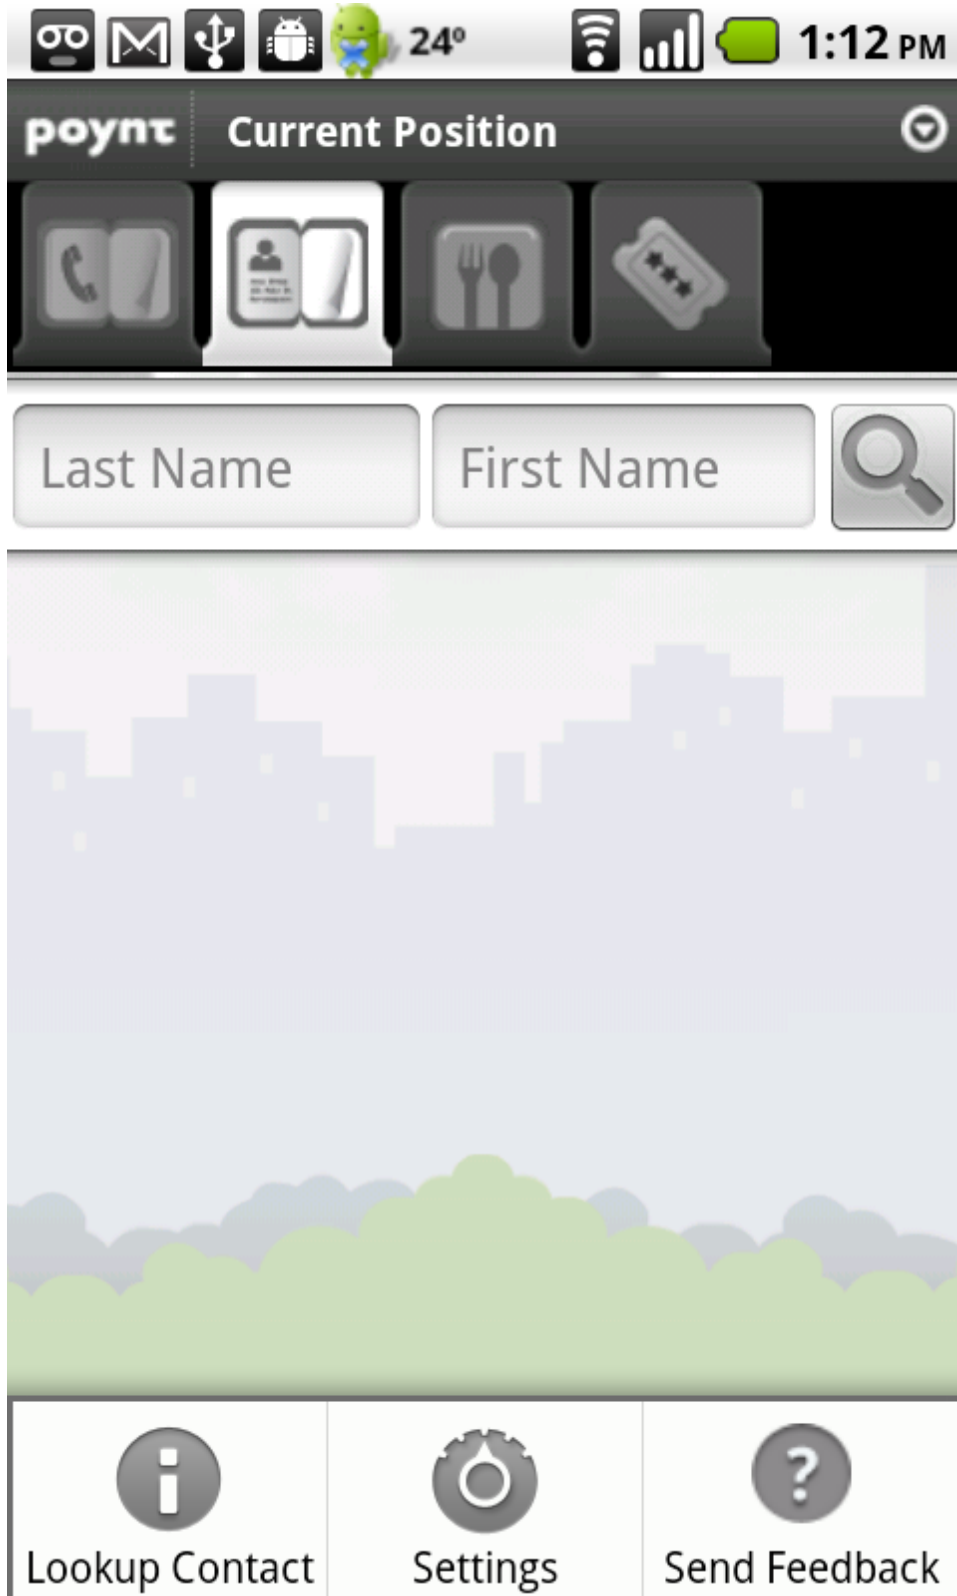 24° 1:12 PM
poynt Current Position
Last Name First Name
Lookup Contact Settings Send Feedback